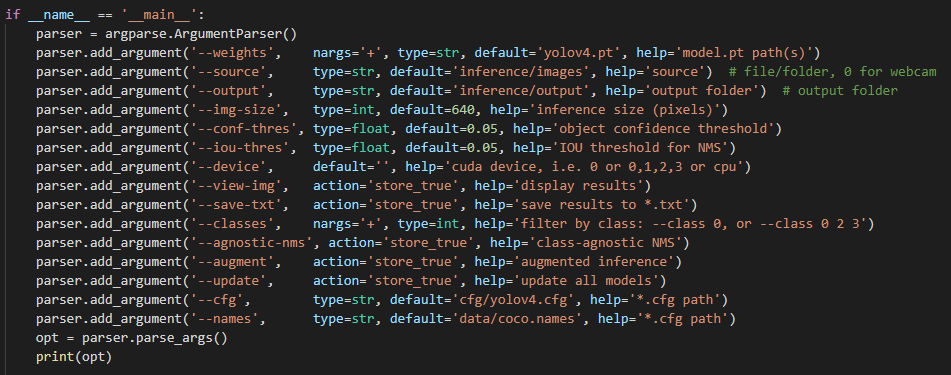 if __name__ == '__main__':
    parser = argparse.ArgumentParser()
    parser.add_argument('--weights',    nargs='+', type=str, default='yolov4.pt', help='model.pt path(s)')
    parser.add_argument('--source',     type=str, default='inference/images', help='source')  # file/folder, 0 for webcam
    parser.add_argument('--output',     type=str, default='inference/output', help='output folder')  # output folder
    parser.add_argument('--img-size',   type=int, default=640, help='inference size (pixels)')
    parser.add_argument('--conf-thres', type=float, default=0.05, help='object confidence threshold')
    parser.add_argument('--iou-thres',  type=float, default=0.05, help='IOU threshold for NMS')
    parser.add_argument('--device',     default='', help='cuda device, i.e. 0 or 0,1,2,3 or cpu')
    parser.add_argument('--view-img',   action='store_true', help='display results')
    parser.add_argument('--save-txt',   action='store_true', help='save results to *.txt')
    parser.add_argument('--classes',    nargs='+', type=int, help='filter by class: --class 0, or --class 0 2 3')
    parser.add_argument('--agnostic-nms', action='store_true', help='class-agnostic NMS')
    parser.add_argument('--augment',    action='store_true', help='augmented inference')
    parser.add_argument('--update',     action='store_true', help='update all models')
    parser.add_argument('--cfg',        type=str, default='cfg/yolov4.cfg', help='*.cfg path')
    parser.add_argument('--names',      type=str, default='data/coco.names', help='*.cfg path')
    opt = parser.parse_args()
    print(opt)